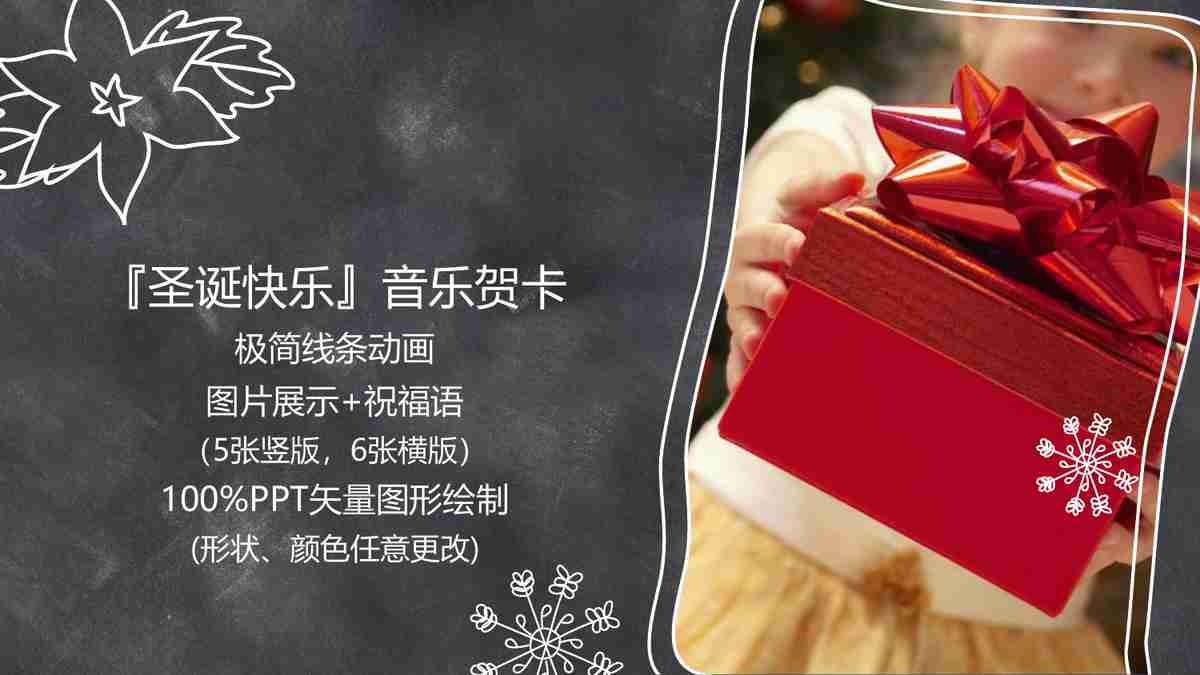 『圣诞快乐』音乐贺卡
极简线条动画
图片展示+祝福语
（5张竖版，6张横版）
100%PPT矢量图形绘制
(形状、颜色任意更改)